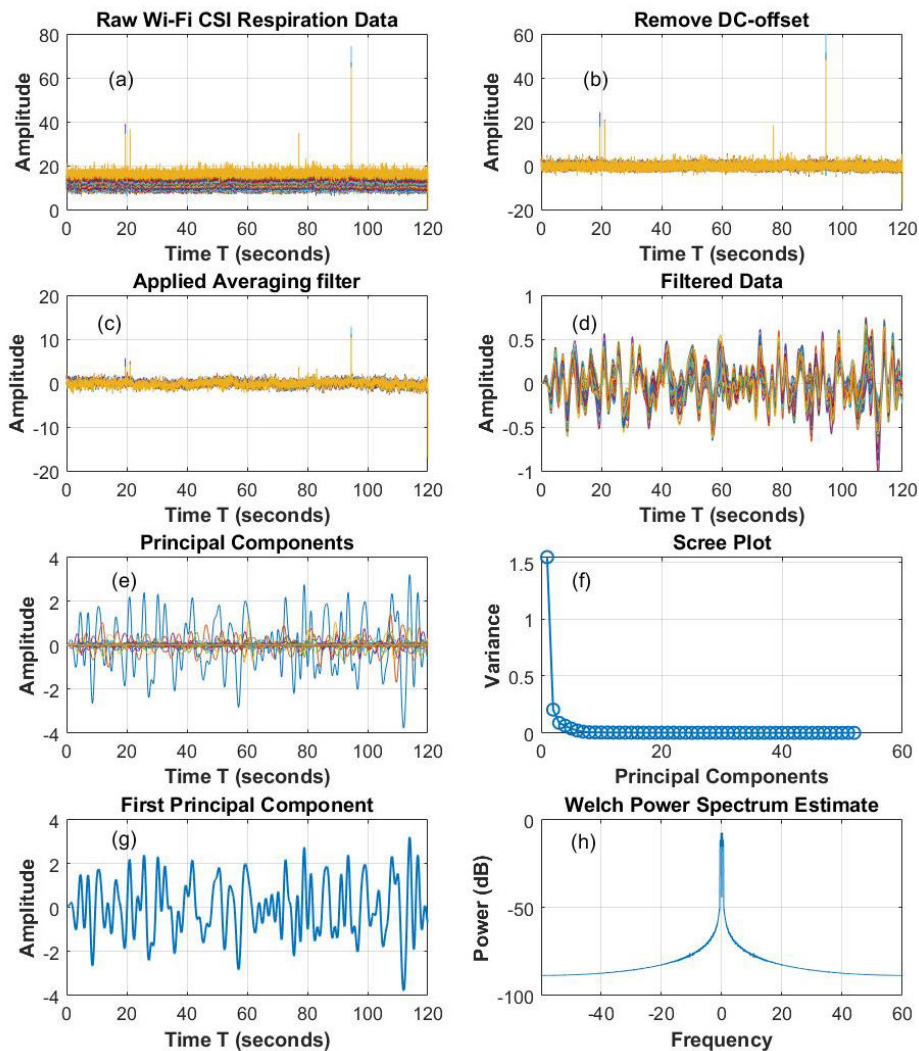 Raw Wi-Fi CSI Respiration Data
80
60
40
20
0
Amplitude
(a)
0 20 40 60 80 100 120
Time T (seconds)
Remove DC-offset
60
40
20
0
-20
Amplitude
(b)
0 20 40 60 80 100 120
Time T (seconds)
Applied Averaging filter
20
10
0
-10
-20
Amplitude
(c)
0 20 40 60 80 100 120
Time T (seconds)
Filtered Data
1
0.5
0
-0.5
-1
Amplitude
(d)
0 20 40 60 80 100 120
Time T (seconds)
Principal Components
4
2
0
-2
-4
Amplitude
(e)
0 20 40 60 80 100 120
Time T (seconds)
Scree Plot
1.5
1
0.5
0
Variance
(f)
0 20 40 60
Principal Components
First Principal Component
4
2
0
-2
-4
Amplitude
(g)
0 20 40 60 80 100 120
Time T (seconds)
Welch Power Spectrum Estimate
0
-50
-100
Power (dB)
(h)
-40 -20 0 20 40 60
Frequency